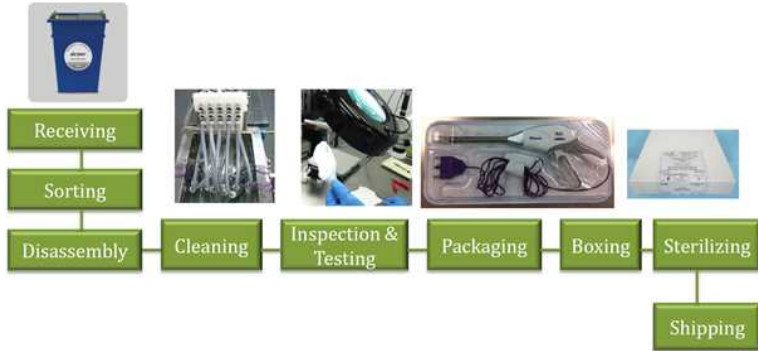 Receiving
Sorting
Disassembly
Cleaning
Inspection &
Testing
Packaging
Boxing
Sterilizing
Shipping